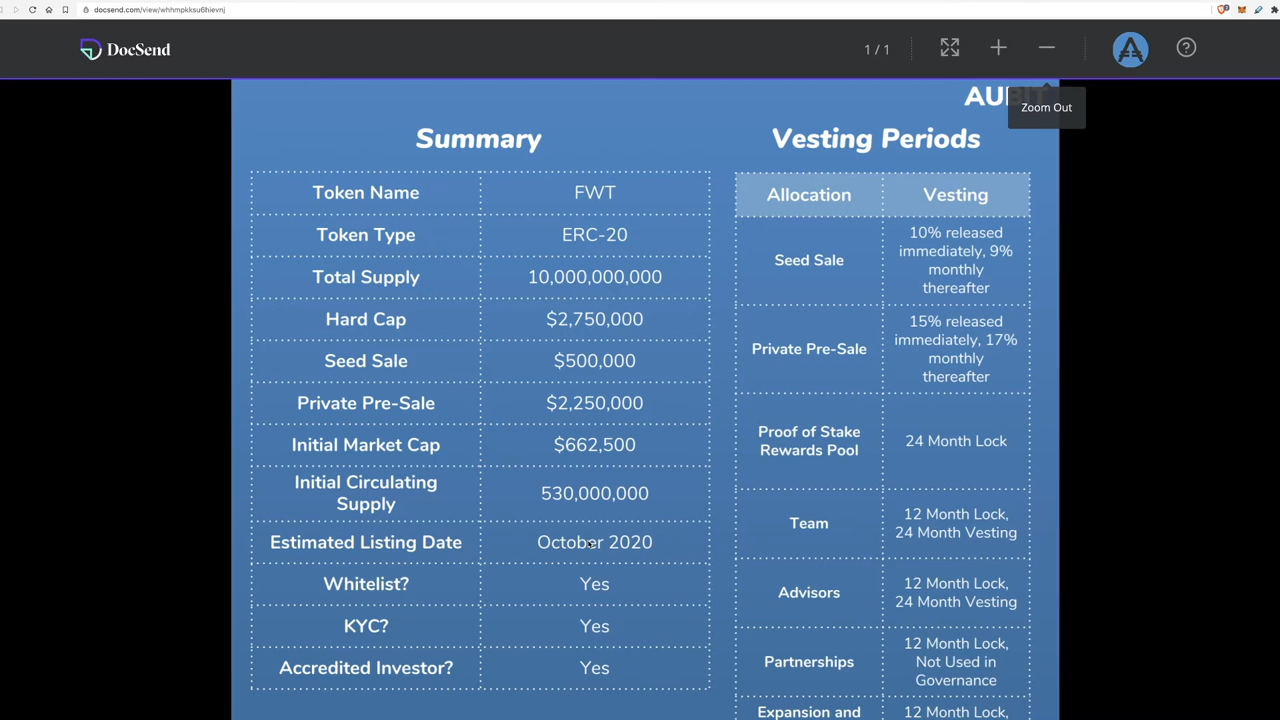 docsend.com/view/whhmpkksu6hievnj
DocSend
1 / 1
Zoom Out
Summary
Token Name FWT
Token Type ERC-20
Total Supply 10,000,000,000
Hard Cap $2,750,000
Seed Sale $500,000
Private Pre-Sale $2,250,000
Initial Market Cap $662,500
Initial Circulating
Supply 530,000,000
Estimated Listing Date October 2020
Whitelist? Yes
KYC? Yes
Accredited Investor? Yes
Vesting Periods
Allocation Vesting
Seed Sale
10% released
immediately, 9%
monthly
thereafter
Private Pre-Sale
15% released
immediately, 17%
monthly
thereafter
Proof of Stake
Rewards Pool
24 Month Lock
Team
12 Month Lock,
24 Month Vesting
Advisors
12 Month Lock,
24 Month Vesting
Partnerships
12 Month Lock,
Not Used in
Governance
Expansion and
12 Month Lock,